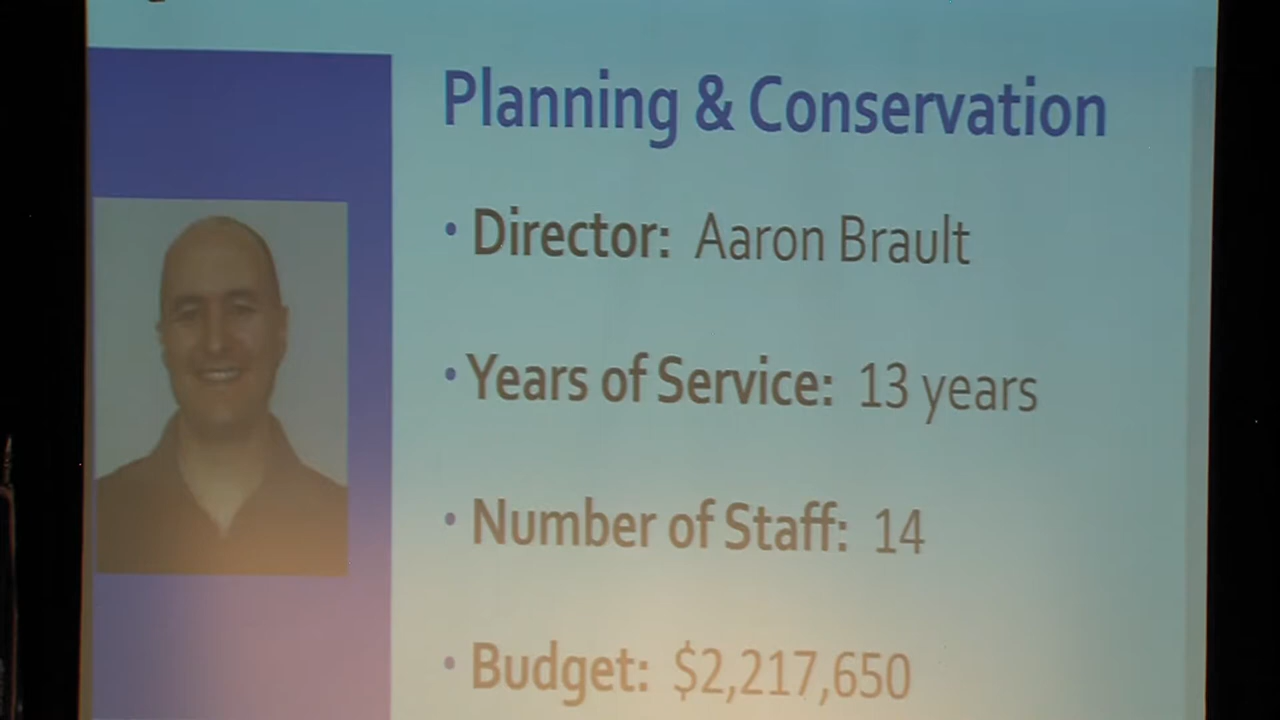 Planning & Conservation
• Director: Aaron Brault
• Years of Service: 13 years
• Number of Staff: 14
• Budget: $2,217,650